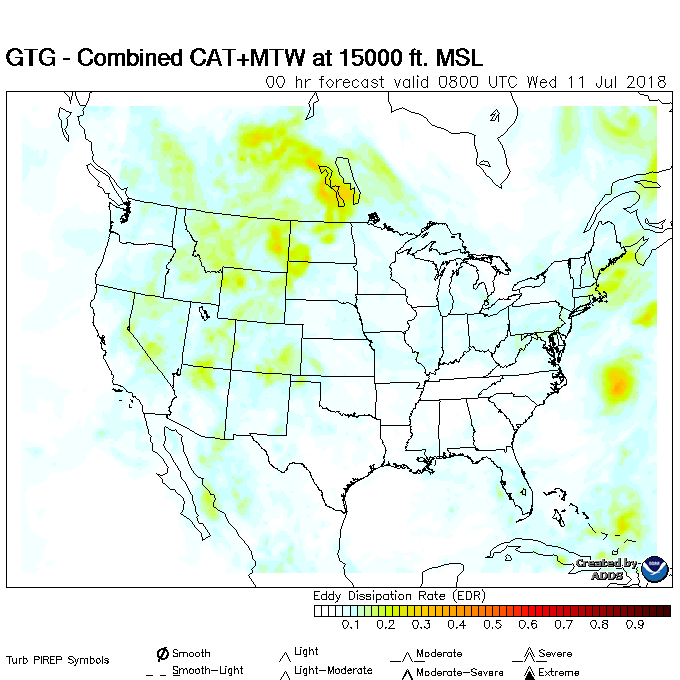 GTG - Combined CAT+MTW at 15000 ft. MSL
00 hr forecast valid 0800 UTC Wed 11 Jul 2018
Created by
ADDS
Eddy Dissipation Rate (EDR)
0.1 0.2 0.3 0.4 0.5 0.6 0.7 0.8 0.9
Turb PIREP Symbols
Smooth Light Moderate Severe
Smooth-Light Light-Moderate Moderate-Severe Extreme